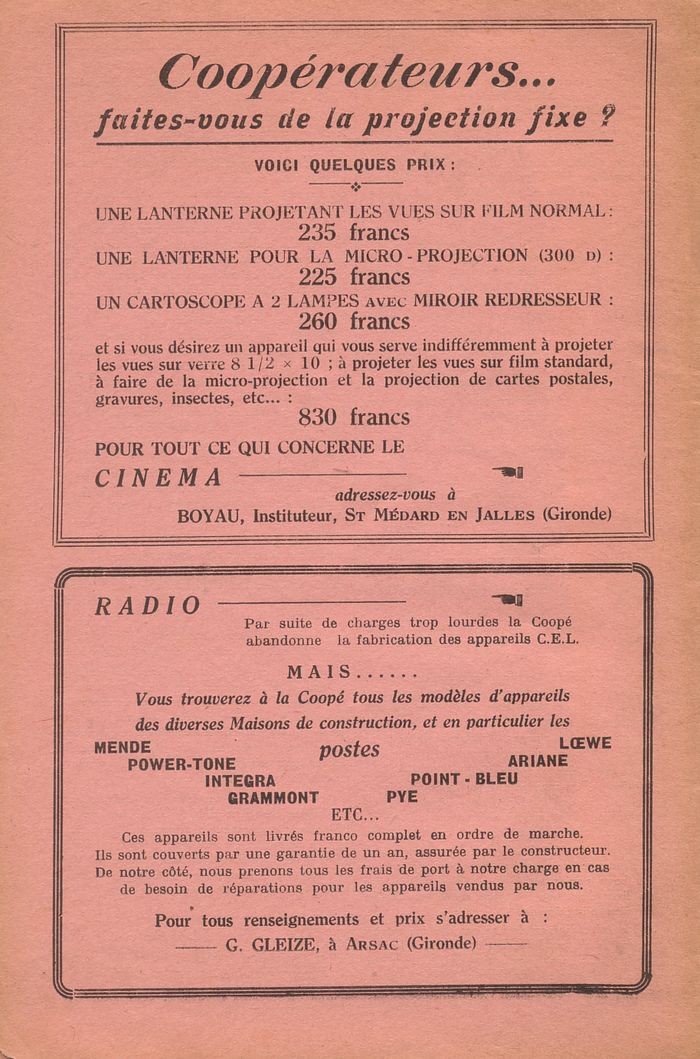 Coopérateurs...
faites-vous de la projection fixe ?
VOICI QUELQUES PRIX :
UNE LANTERNE PROJETANT LES VUES SUR FILM NORMAL :
235 francs
UNE LANTERNE POUR LA MICRO-PROJECTION (300 D) :
225 francs
UN CARTOSCOPE A 2 LAMPES AVEC MIROIR REDRESSEUR :
260 francs
et si vous désirez un appareil qui vous serve indifféremment à projeter
les vues sur verre 8 1/2 × 10 ; à projeter les vues sur film standard,
à faire de la micro-projection et la projection de cartes postales,
gravures, insectes, etc... :
830 francs
POUR TOUT CE QUI CONCERNE LE
CINEMA
adressez-vous à
BOYAU, Instituteur, ST MÉDARD EN JALLES (Gironde)
RADIO
Par suite de charges trop lourdes la Coopé
abandonne la fabrication des appareils C.E.L.
MAIS......
Vous trouverez à la Coopé tous les modèles d'appareils
des diverses Maisons de construction, et en particulier les
MENDE postes LŒWE
POWER-TONE ARIANE
INTEGRA POINT-BLEU
GRAMMONT PYE
ETC...
Ces appareils sont livrés franco complet en ordre de marche.
Ils sont couverts par une garantie de un an, assurée par le constructeur.
De notre côté, nous prenons tous les frais de port à notre charge en cas
de besoin de réparations pour les appareils vendus par nous.
Pour tous renseignements et prix s'adresser à :
G. GLEIZE, à ARSAC (Gironde)